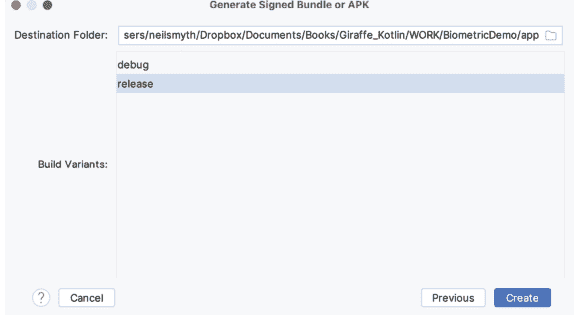 Generate Signed Bundle or APK
Destination Folder: sers/neilsmyth/Dropbox/Documents/Books/Giraffe_Kotlin/WORK/BiometricDemo/app
debug
release
Build Variants:
? Cancel Previous Create